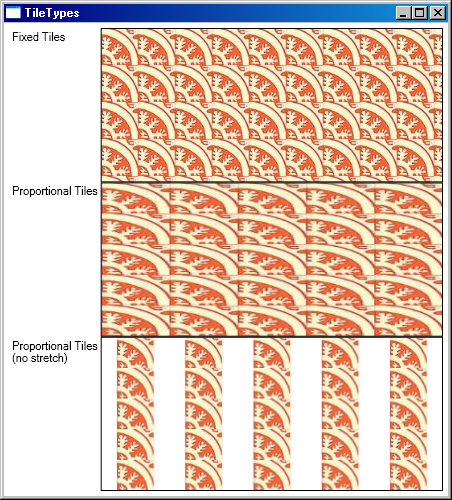 TileTypes
Fixed Tiles
Proportional Tiles
Proportional Tiles
(no stretch)